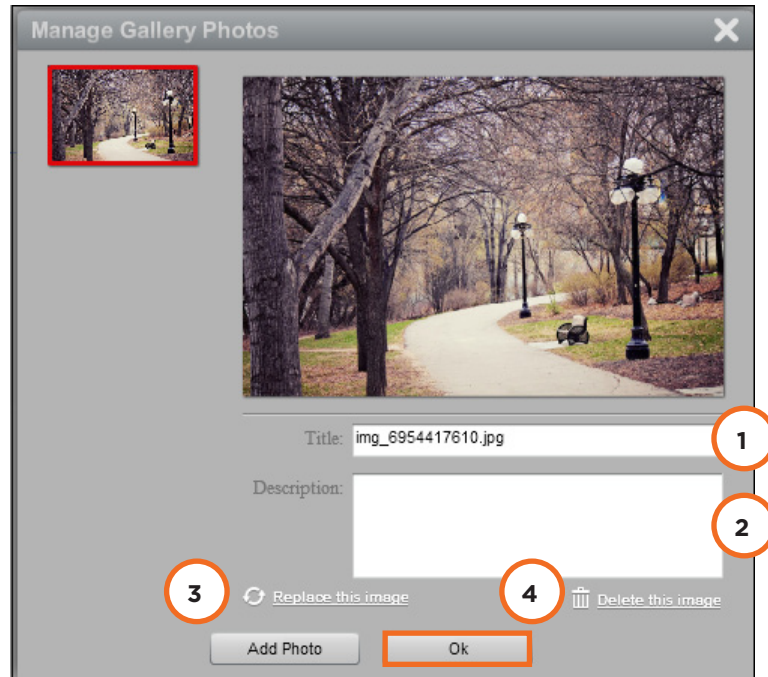 Manage Gallery Photos
Title: img_6954417610.jpg 1
Description: 2
3 Replace this image 4 Delete this image
Add Photo Ok